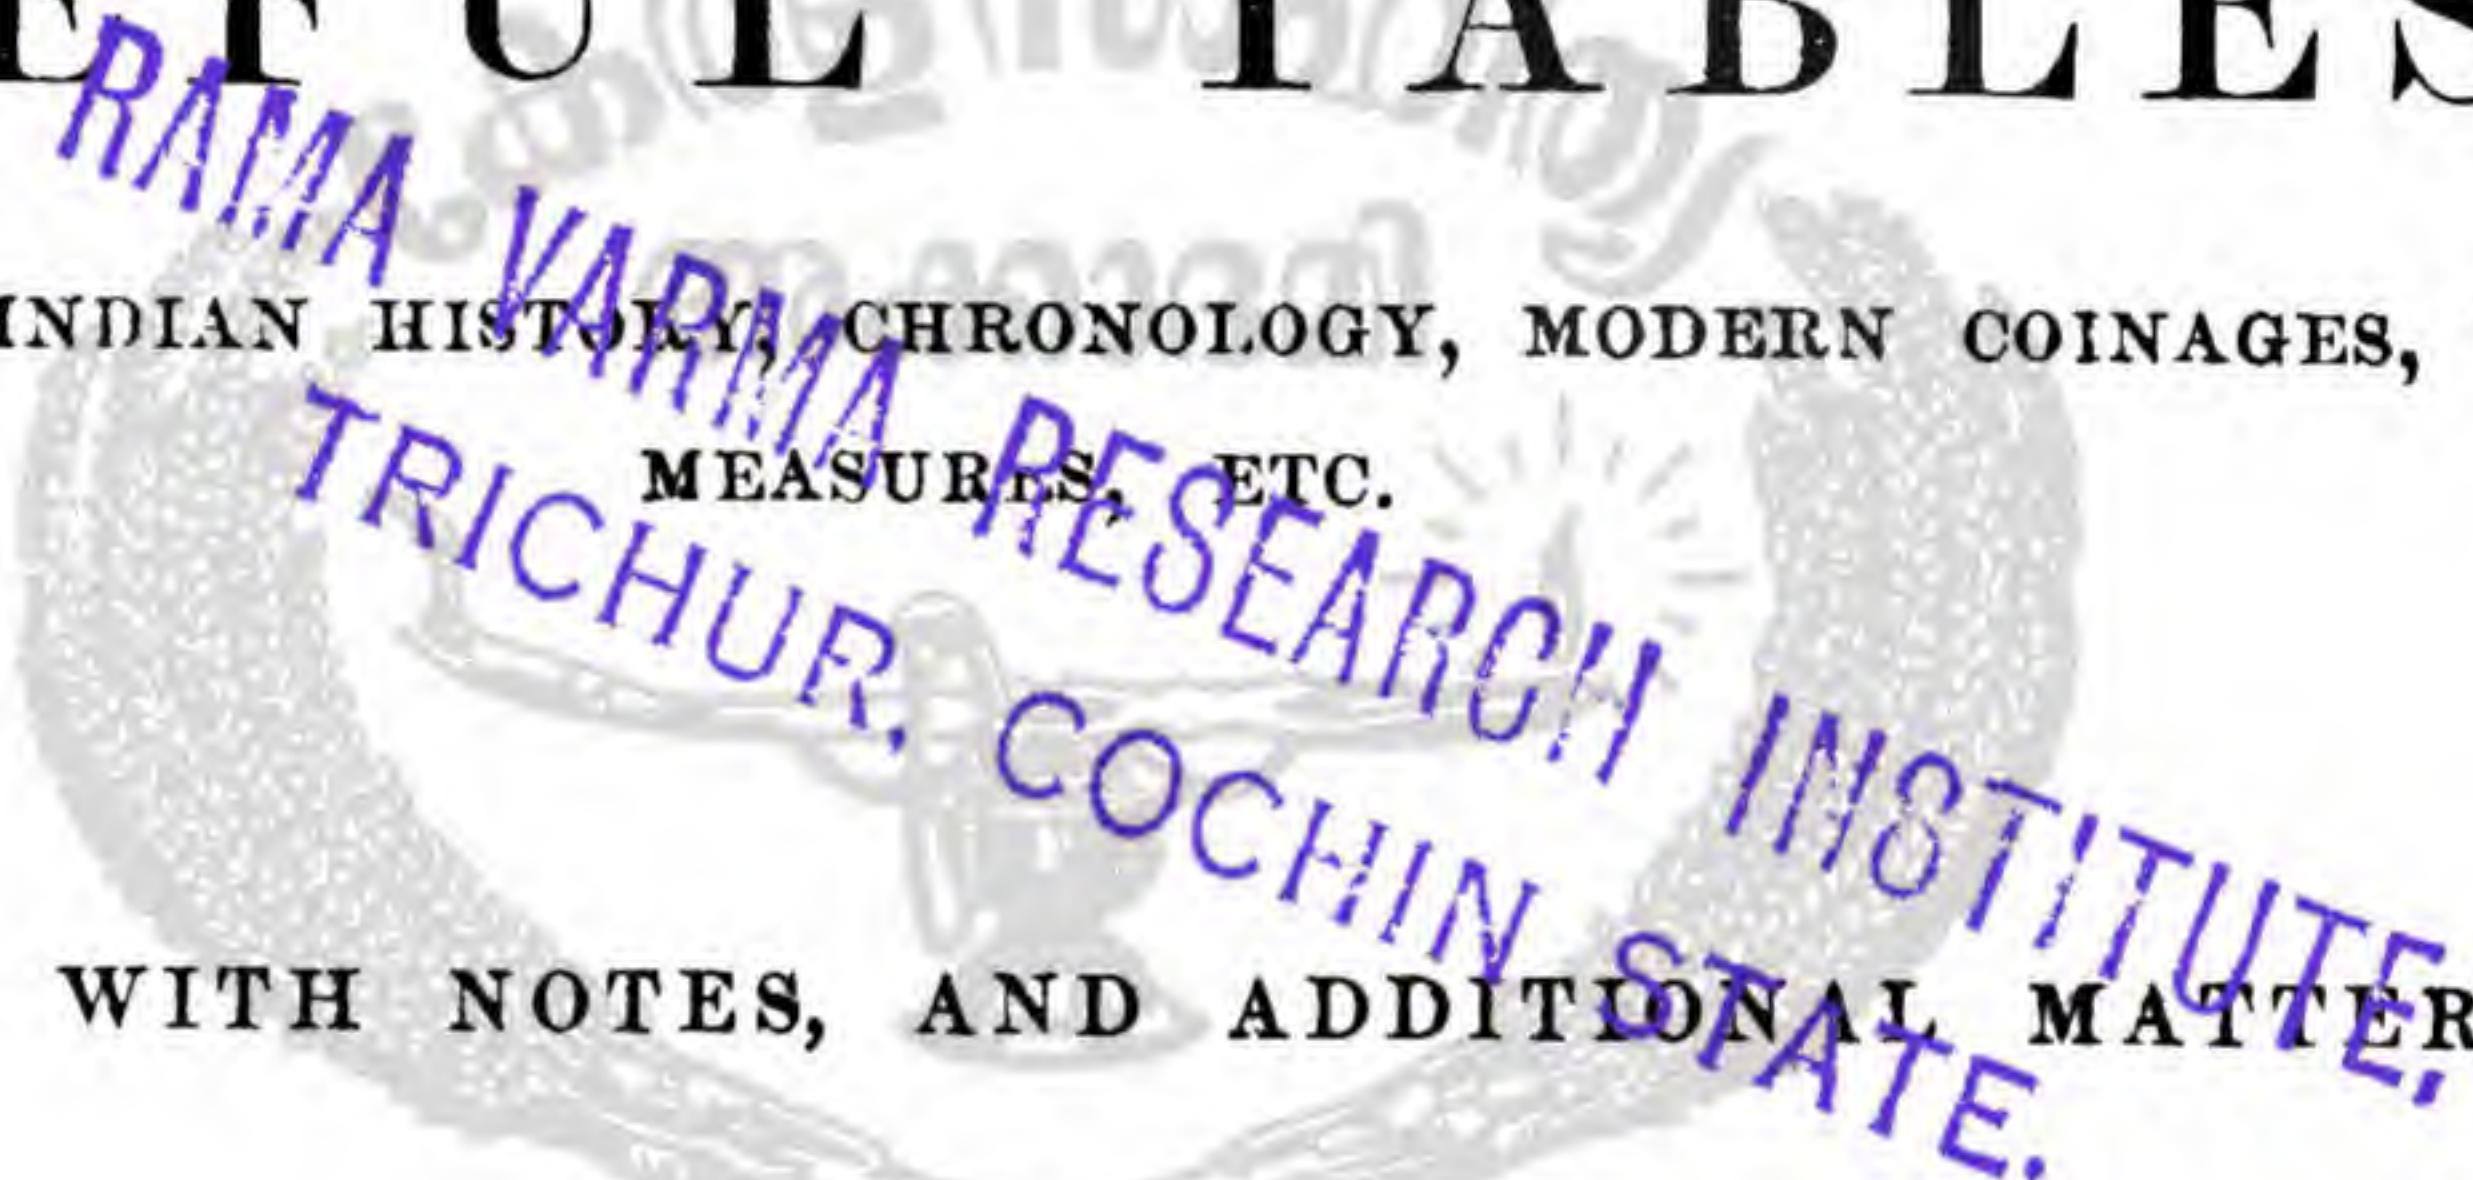 EFUL TABLES
INDIAN HISTORY, CHRONOLOGY, MODERN COINAGES,
MEASURES, ETC.
WITH NOTES, AND ADDITIONAL MATTER
RAMA VARMA RESEARCH INSTITUTE,
TRICHUR, COCHIN STATE.